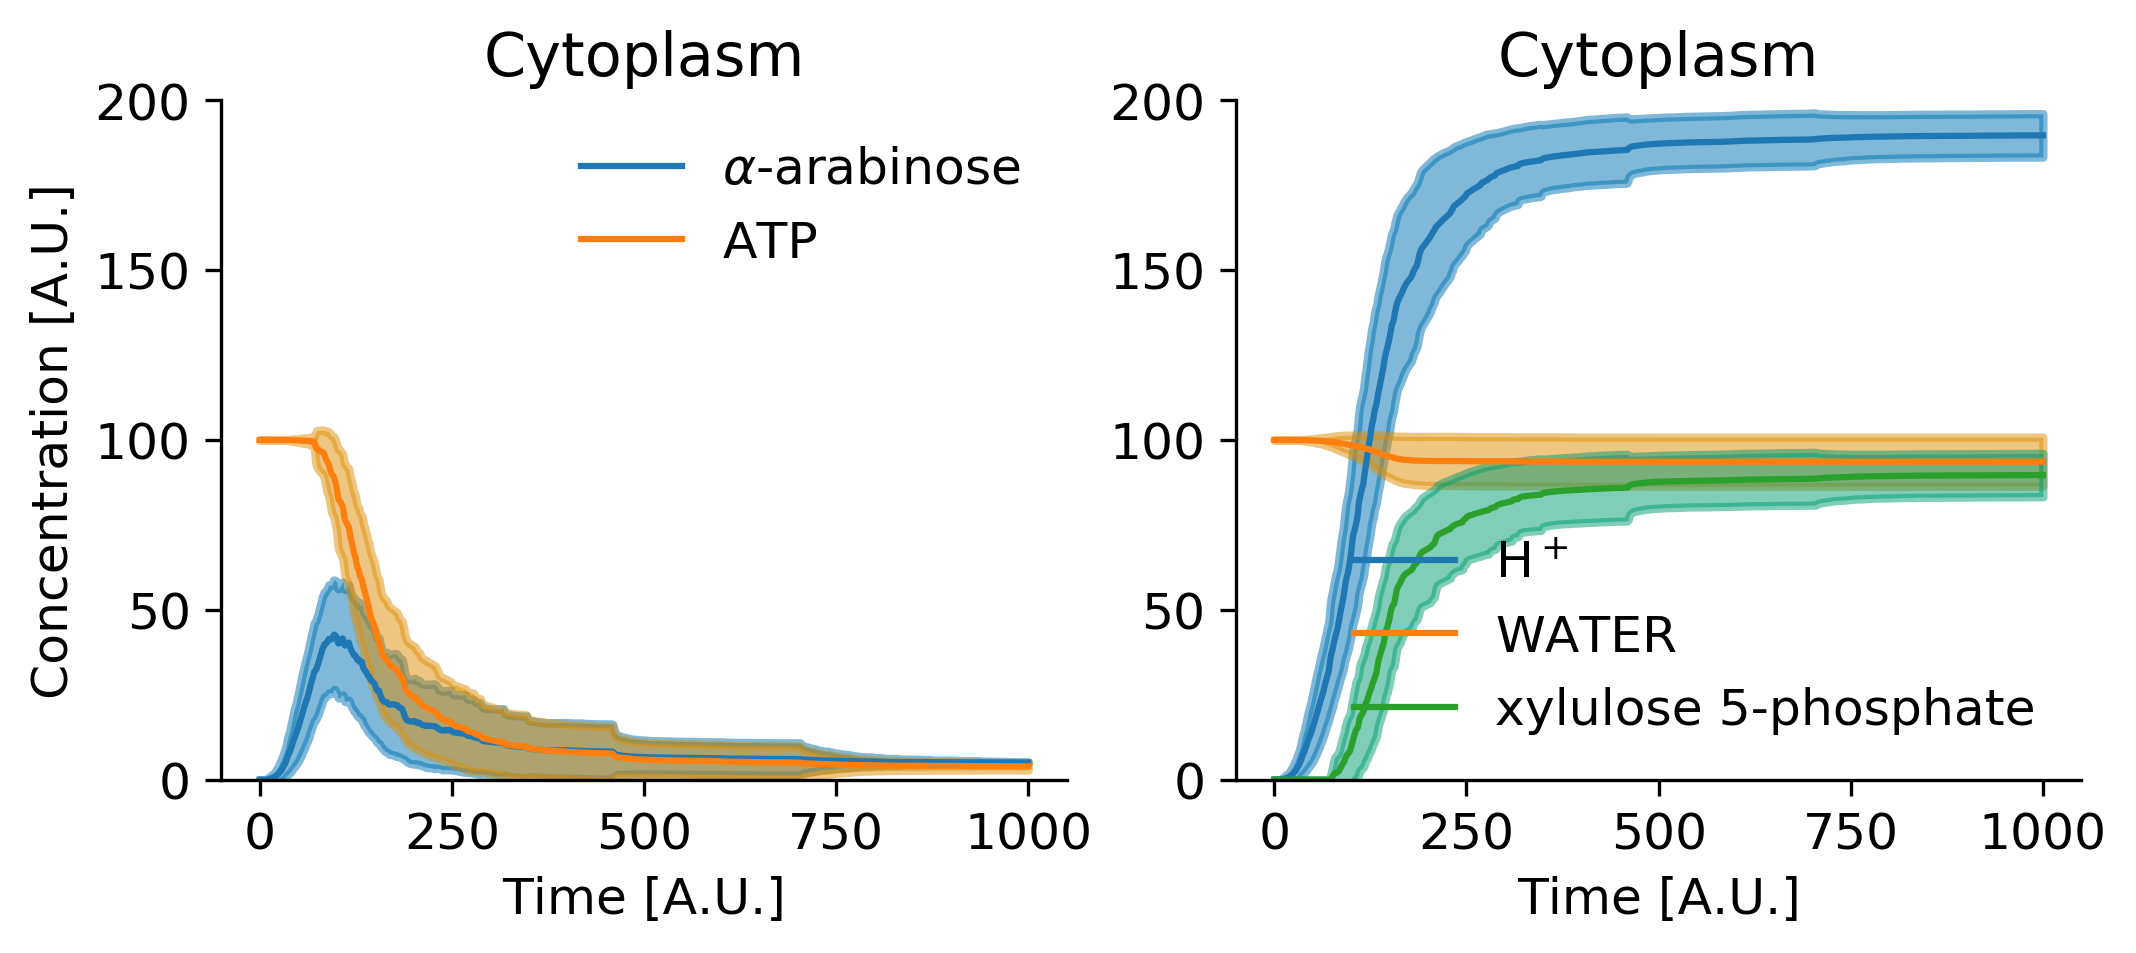 Cytoplasm
200
150
100
50
0
Concentration [A.U.]
α-arabinose
ATP
0 250 500 750 1000
Time [A.U.]
Cytoplasm
200
150
100
50
0
H⁺
WATER
xylulose 5-phosphate
0 250 500 750 1000
Time [A.U.]